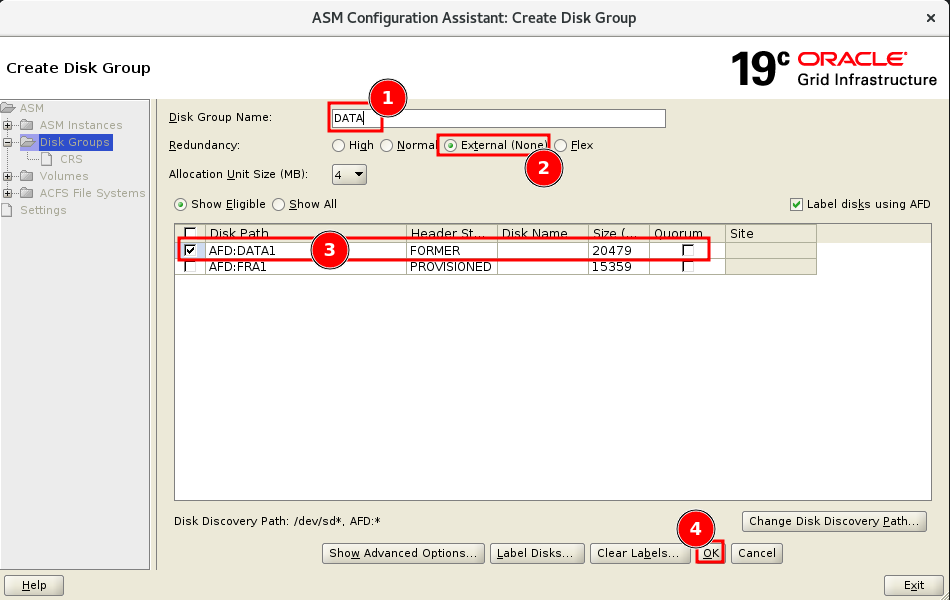 ASM Configuration Assistant: Create Disk Group
Create Disk Group
19c ORACLE
Grid Infrastructure
ASM
ASM Instances
Disk Groups
CRS
Volumes
ACFS File Systems
Settings
1
Disk Group Name: DATA
Redundancy: High Normal External (None) Flex
2
Allocation Unit Size (MB): 4
Show Eligible Show All Label disks using AFD
Disk Path Header St... Disk Name Size (... Quorum Site
AFD:DATA1 3 FORMER 20479
AFD:FRA1 PROVISIONED 15359
Disk Discovery Path: /dev/sd*, AFD:* Change Disk Discovery Path...
4
Show Advanced Options... Label Disks... Clear Labels... OK Cancel
Help Exit